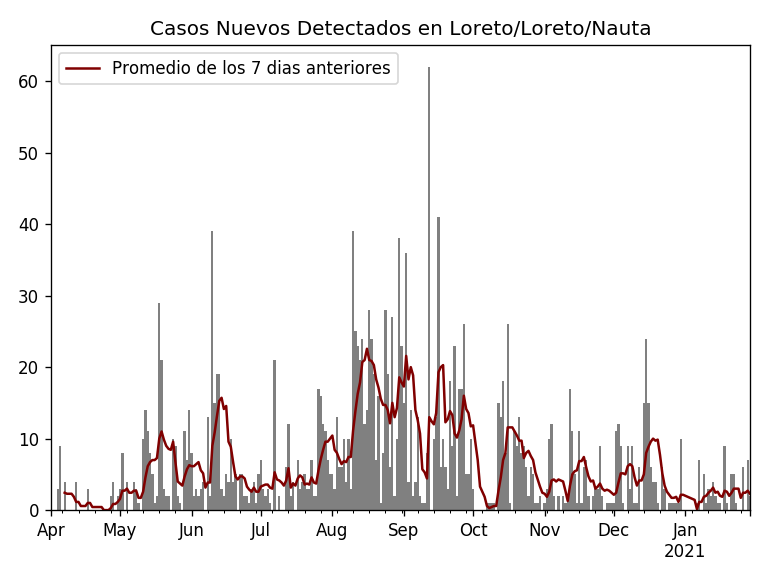 Casos Nuevos Detectados en Loreto/Loreto/Nauta
Promedio de los 7 dias anteriores
60
50
40
30
20
10
0
Apr May Jun Jul Aug Sep Oct Nov Dec Jan
2021